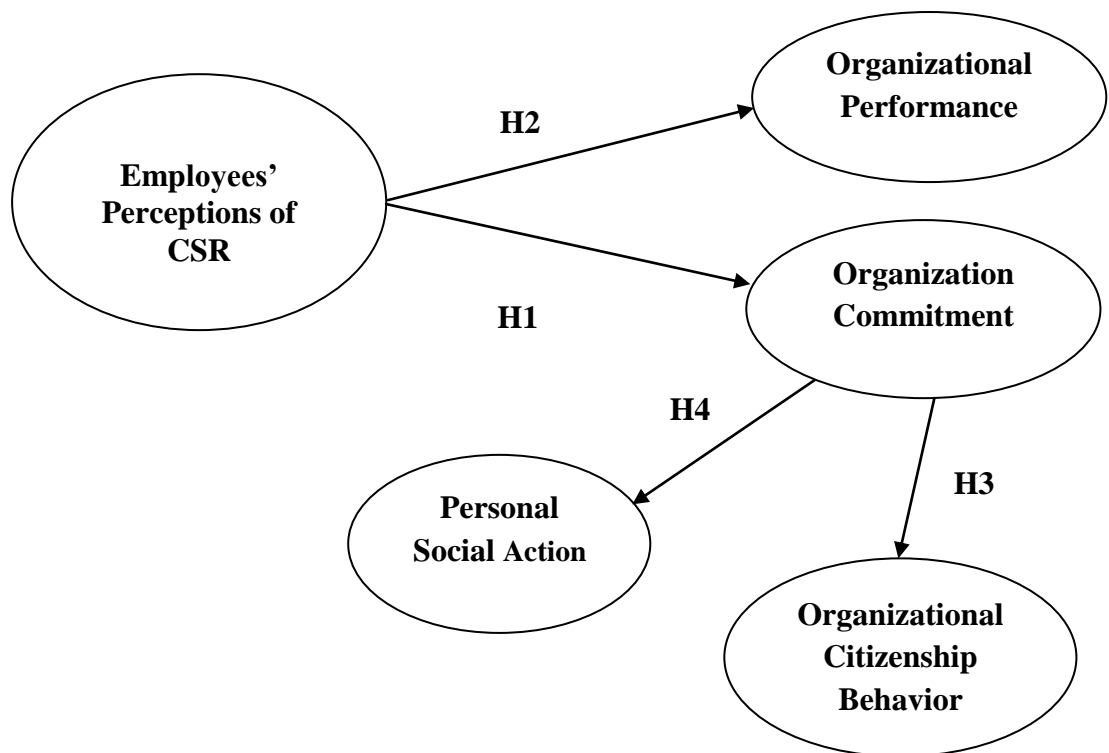 Organizational
Performance
H2
Employees’
Perceptions of
CSR
Organization
Commitment
H1
H4
H3
Personal
Social Action
Organizational
Citizenship
Behavior